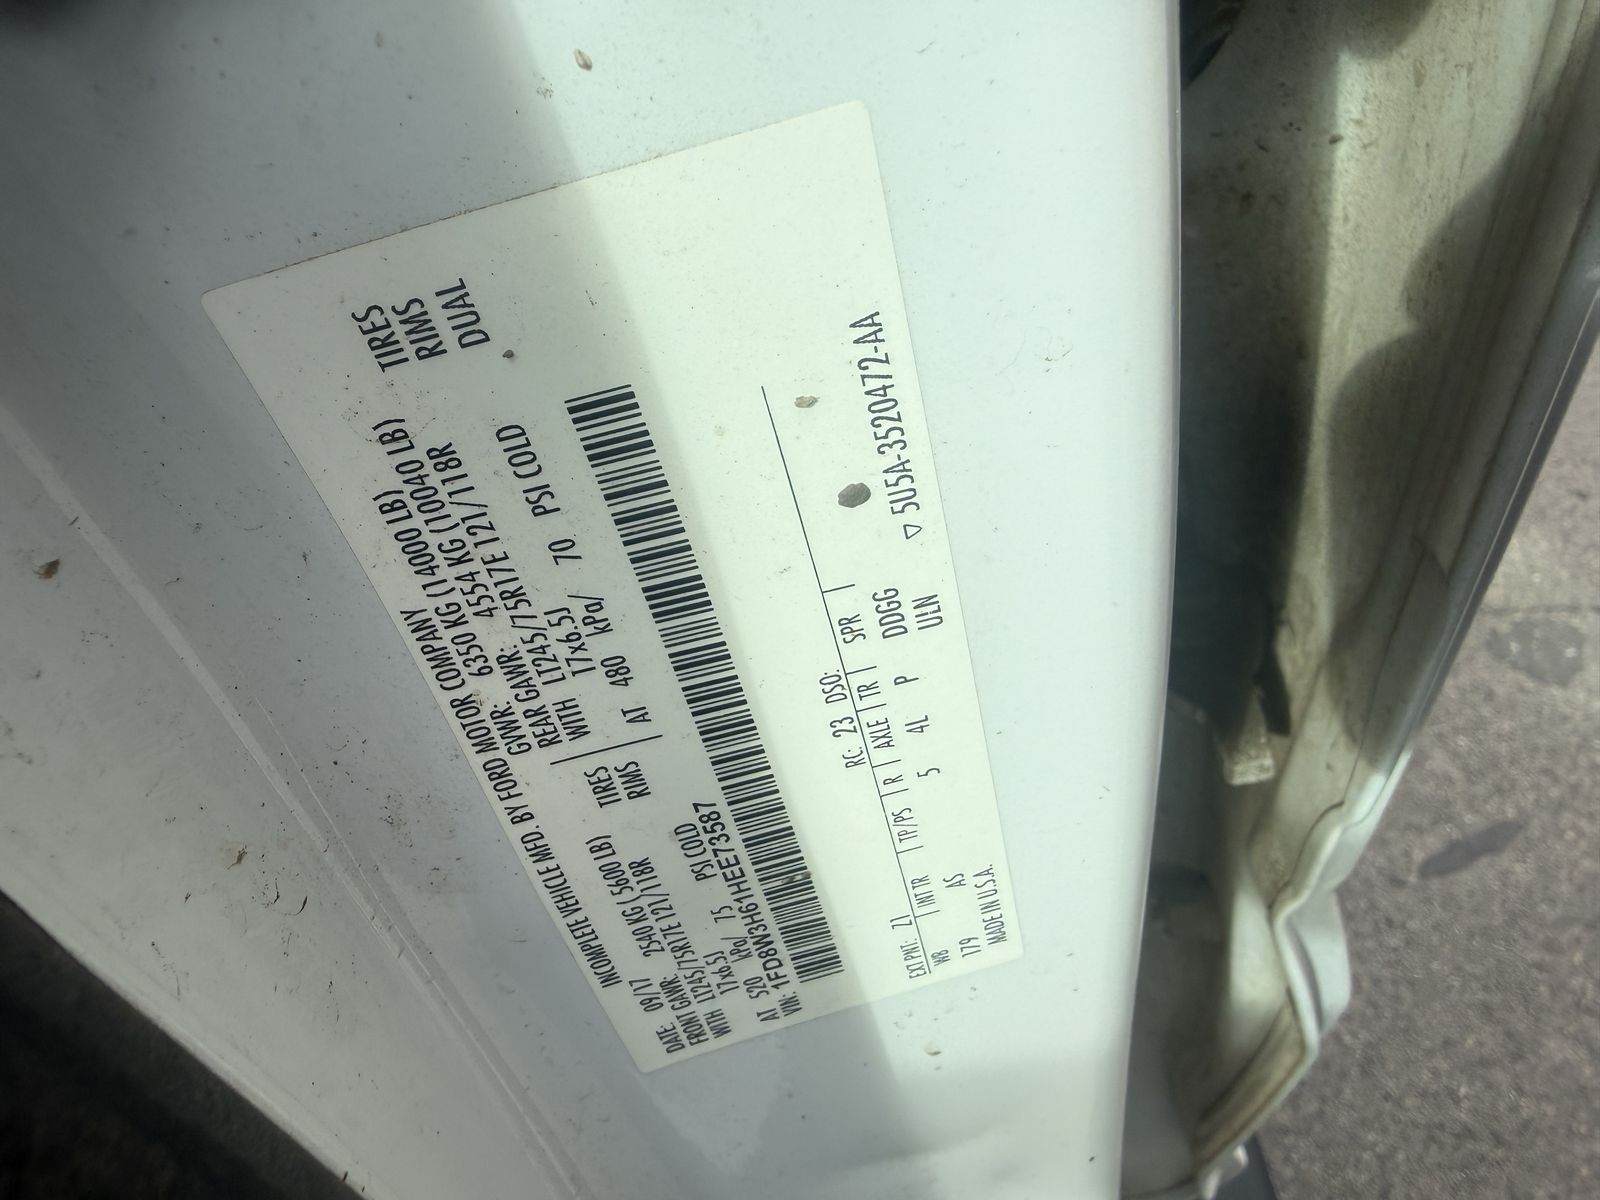 INCOMPLETE VEHICLE MFD. BY FORD MOTOR COMPANY
DATE: 09/17 GVWR: 6350 KG (14000 LB)
FRONT GAWR: 2540 KG (5600 LB) REAR GAWR: 4554 KG (10040 LB)
WITH LT245/75R17E 121/118R TIRES WITH LT245/75R17E 121/118R TIRES
17x6.5J RIMS 17x6.5J RIMS
AT 520 kPa/ 75 PSI COLD AT 480 kPa/ 70 PSI COLD DUAL
VIN: 1FD8W3H61HEE73587
EXT PNT: Z1 RC: 23 DSO:
WB INT TR TP/PS R AXLE TR SPR
179 AS 5 4L P DDGG
MADE IN U.S.A. ULN
▽ 5U5A-3520472-AA